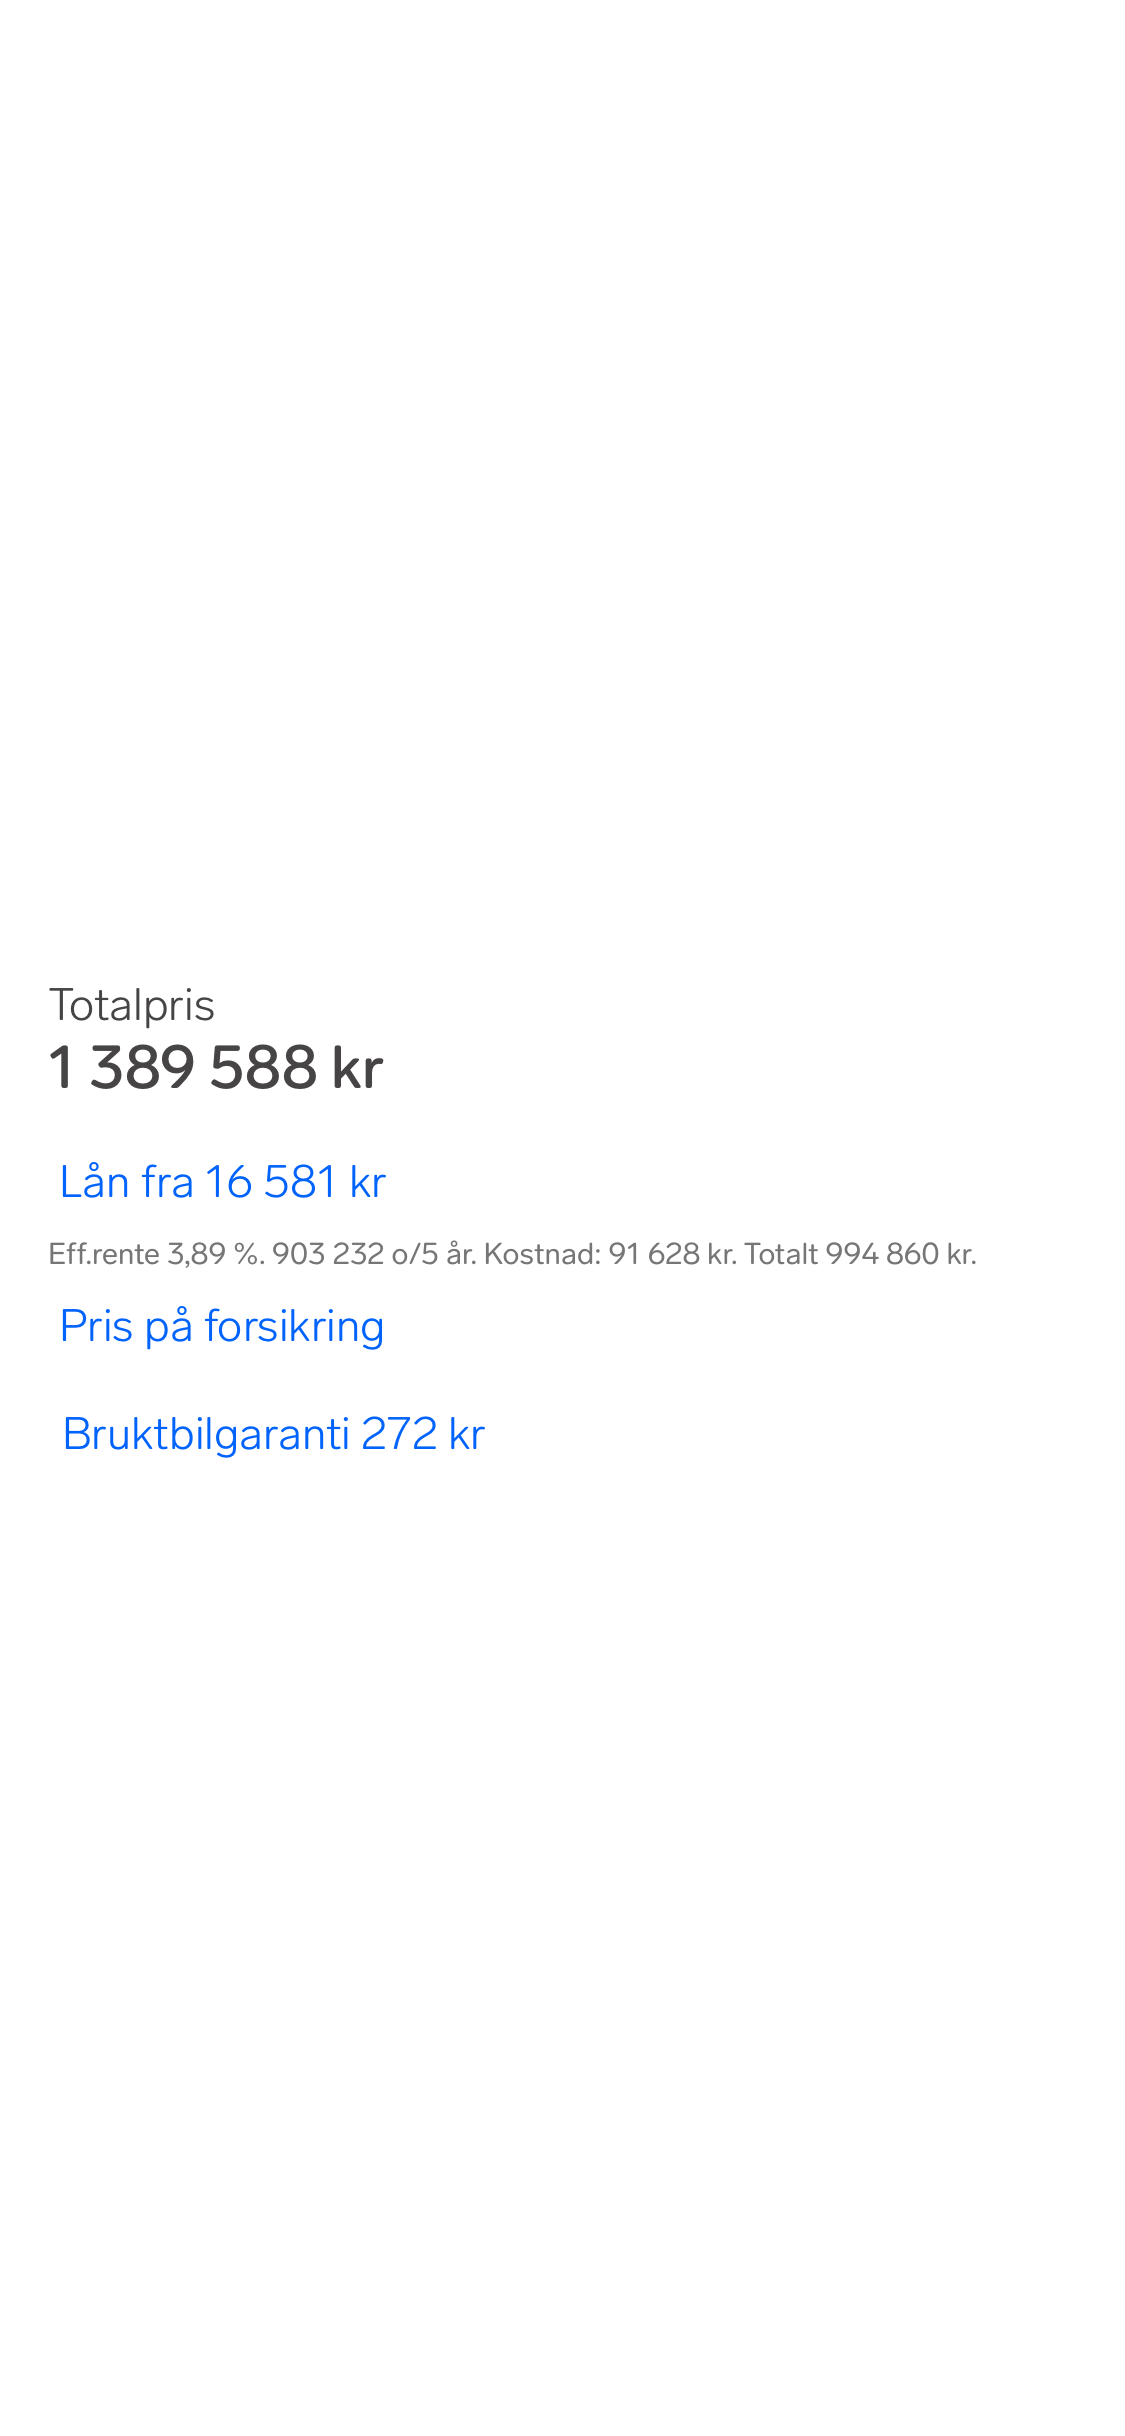 Totalpris
1 389 588 kr
Lån fra 16 581 kr
Eff.rente 3,89 %. 903 232 o/5 år. Kostnad: 91 628 kr. Totalt 994 860 kr.
Pris på forsikring
Bruktbilgaranti 272 kr